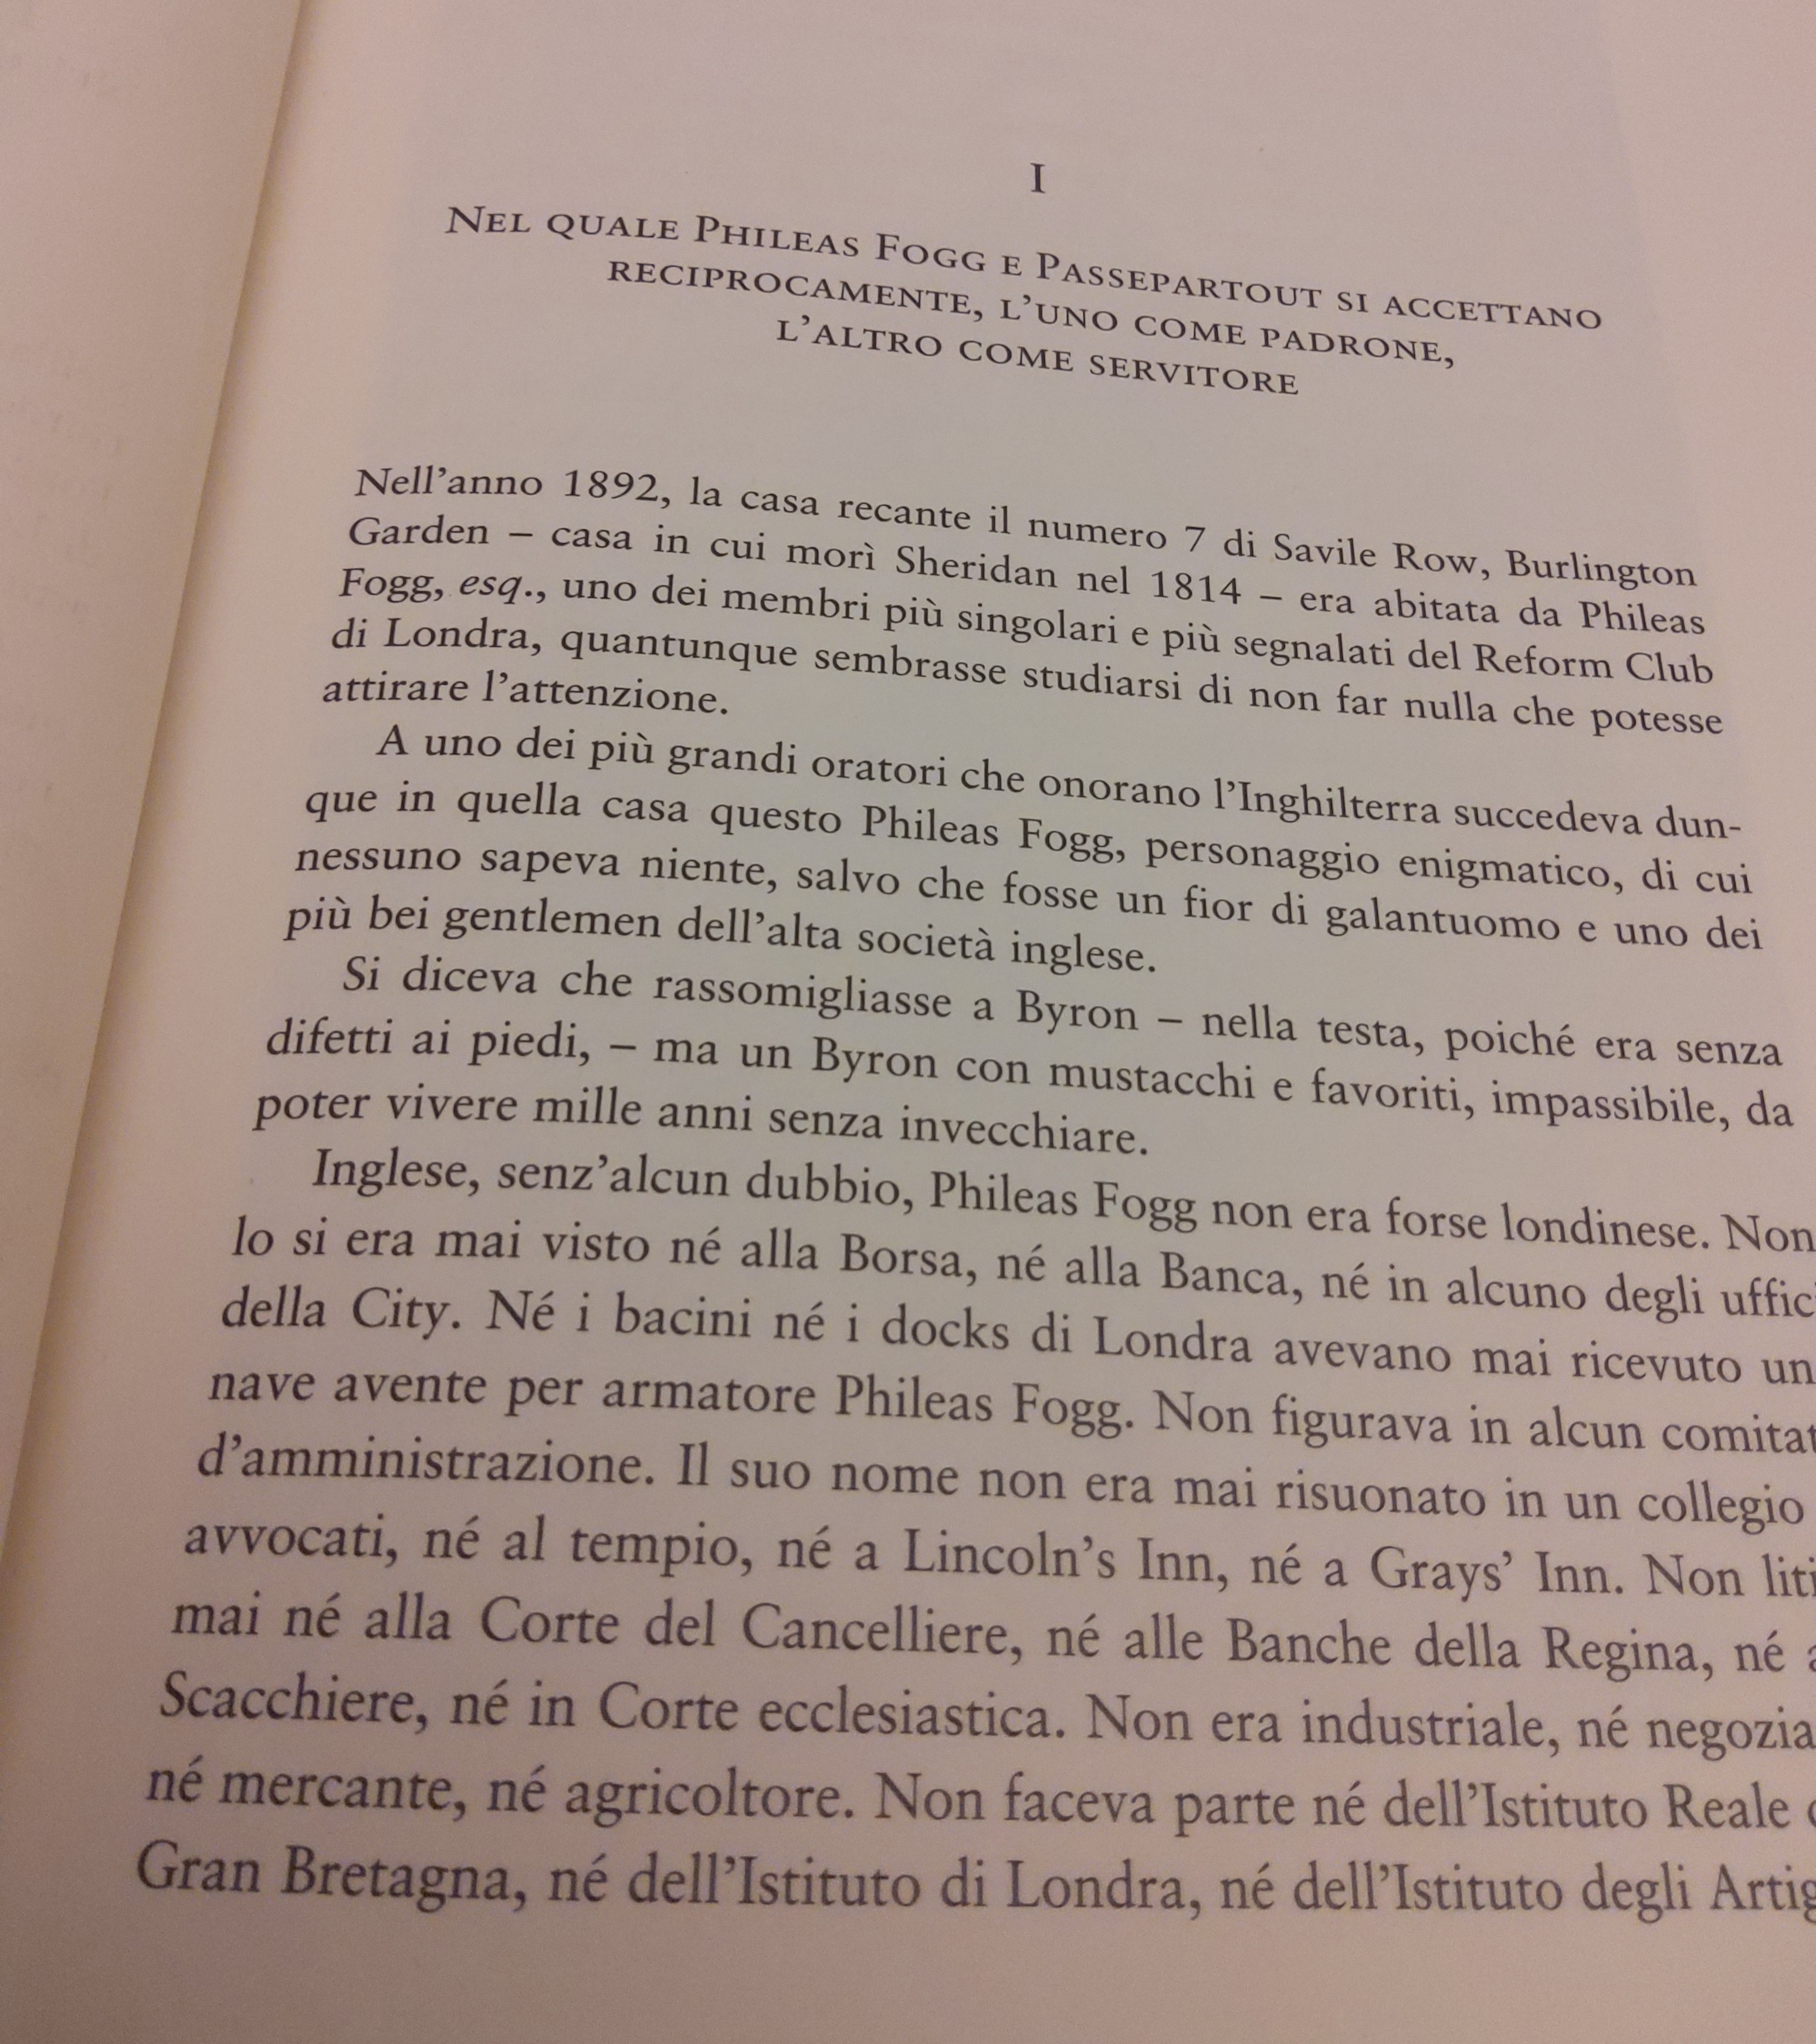 I
NEL QUALE PHILEAS FOGG E PASSEPARTOUT SI ACCETTANO
RECIPROCAMENTE, L'UNO COME PADRONE,
L'ALTRO COME SERVITORE
Nell'anno 1892, la casa recante il numero 7 di Savile Row, Burlington
Garden – casa in cui morì Sheridan nel 1814 – era abitata da Phileas
Fogg, esq., uno dei membri più singolari e più segnalati del Reform Club
di Londra, quantunque sembrasse studiarsi di non far nulla che potesse
attirare l'attenzione.
A uno dei più grandi oratori che onorano l'Inghilterra succedeva dun-
que in quella casa questo Phileas Fogg, personaggio enigmatico, di cui
nessuno sapeva niente, salvo che fosse un fior di galantuomo e uno dei
più bei gentlemen dell'alta società inglese.
Si diceva che rassomigliasse a Byron – nella testa, poiché era senza
difetti ai piedi, – ma un Byron con mustacchi e favoriti, impassibile, da
poter vivere mille anni senza invecchiare.
Inglese, senz'alcun dubbio, Phileas Fogg non era forse londinese. Non
lo si era mai visto né alla Borsa, né alla Banca, né in alcuno degli uffic
della City. Né i bacini né i docks di Londra avevano mai ricevuto un
nave avente per armatore Phileas Fogg. Non figurava in alcun comitat
d'amministrazione. Il suo nome non era mai risuonato in un collegio
avvocati, né al tempio, né a Lincoln's Inn, né a Grays' Inn. Non liti
mai né alla Corte del Cancelliere, né alle Banche della Regina, né a
Scacchiere, né in Corte ecclesiastica. Non era industriale, né negozia
né mercante, né agricoltore. Non faceva parte né dell'Istituto Reale
Gran Bretagna, né dell'Istituto di Londra, né dell'Istituto degli Artig